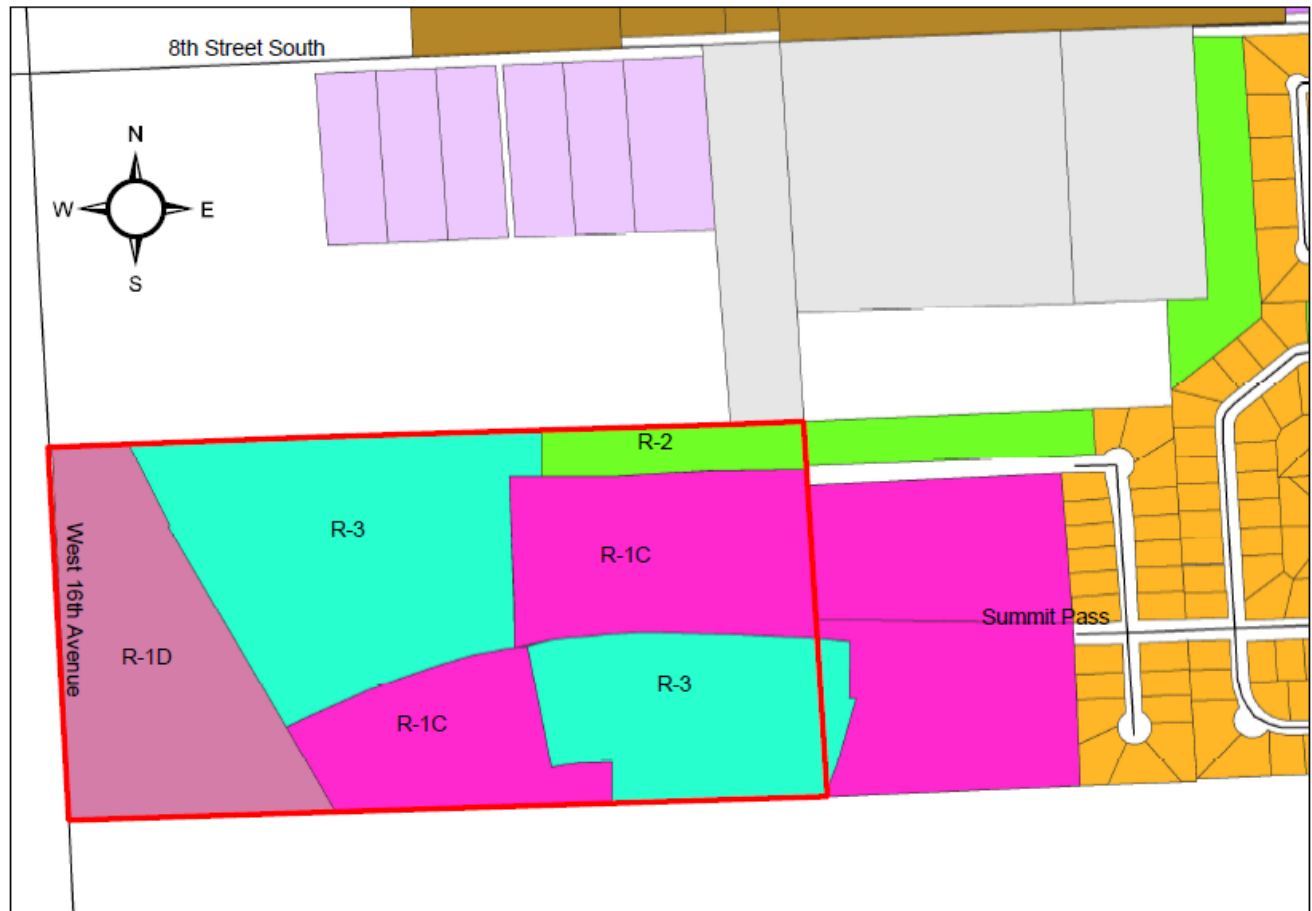 8th Street South
N
W
E
S
R-2
R-3
R-1C
West 16th Avenue
Summit Pass
R-1D
R-3
R-1C